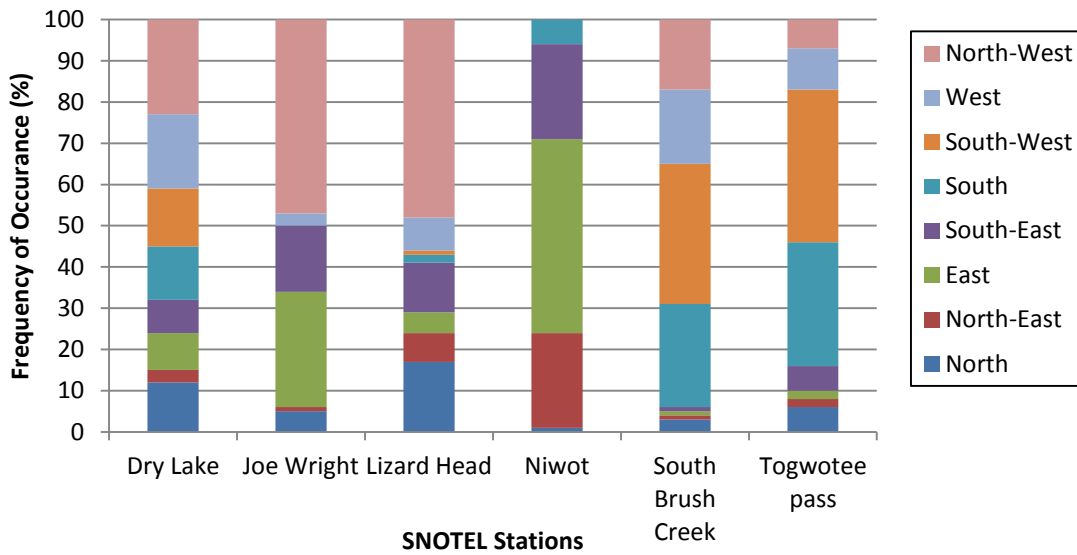 Frequency of Occurance (%)
100
90
80
70
60
50
40
30
20
10
0
Dry Lake
Joe Wright
Lizard Head
Niwot
South
Brush
Creek
Togwotee
pass
SNOTEL Stations
North-West
West
South-West
South
South-East
East
North-East
North